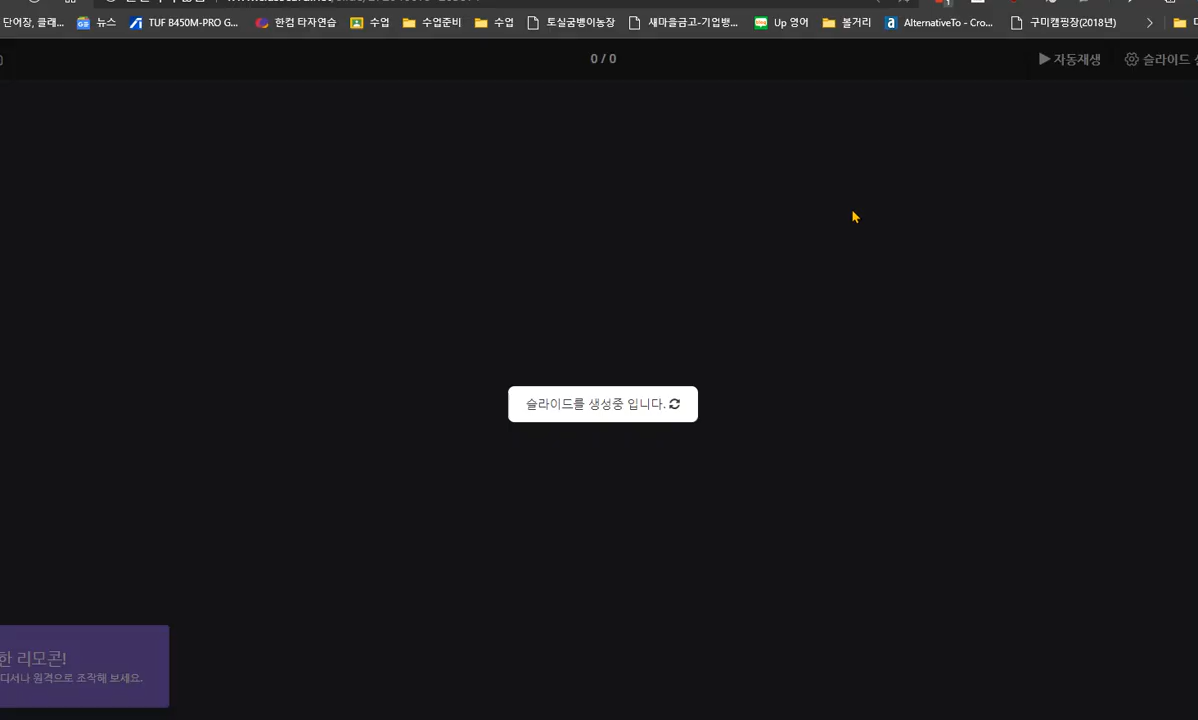 단어장, 클래... 뉴스 TUF B450M-PRO G... 한컴 타자연습 수업 수업준비 수업 토실굼벵이농장 새마을금고-기업뱅... Up 영어 볼거리 AlternativeTo - Cro... 구미캠핑장(2018년)
0 / 0
자동재생 슬라이드
슬라이드를 생성중 입니다.
한 리모콘!
디서나 원격으로 조작해 보세요.